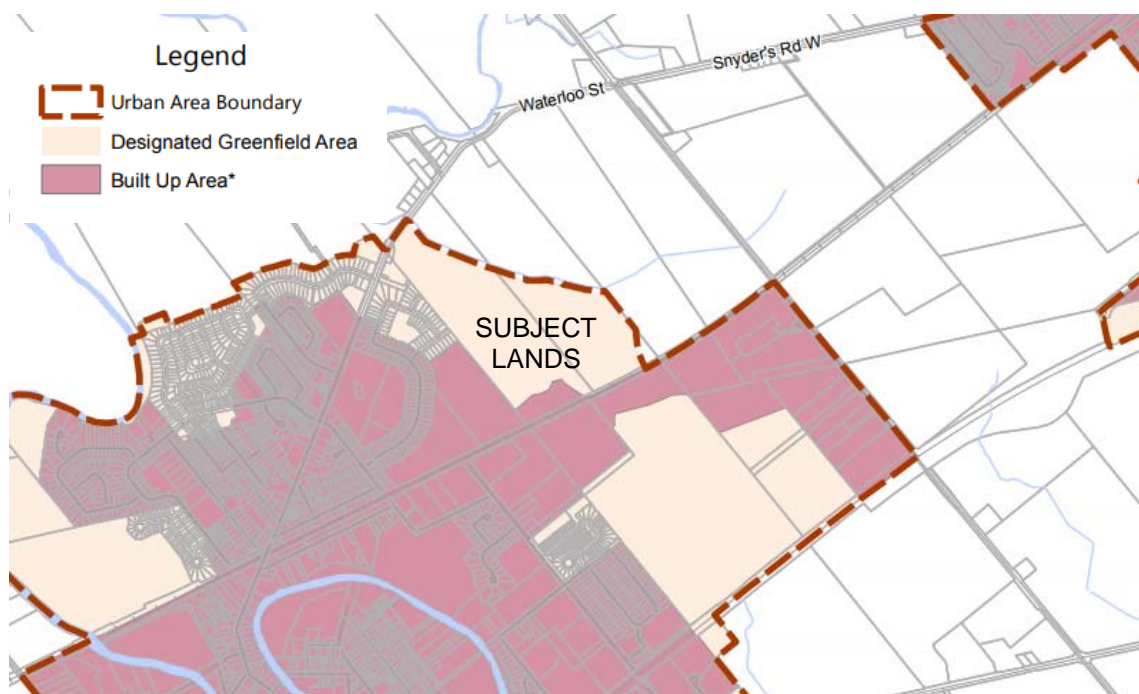 Legend
Urban Area Boundary
Designated Greenfield Area
Built Up Area*
Snyder's Rd W
Waterloo St
SUBJECT
LANDS